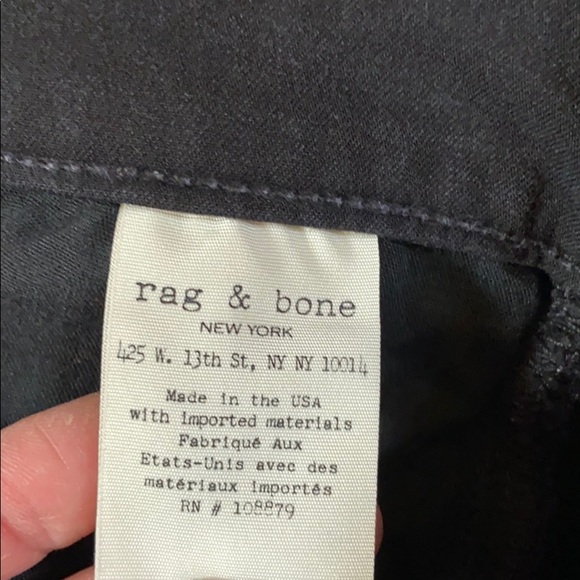 rag & bone
NEW YORK
425 W. 13th St, NY NY 10014
Made in the USA
with imported materials
Fabriqué Aux
Etats-Unis avec des
matériaux importés
RN # 108879